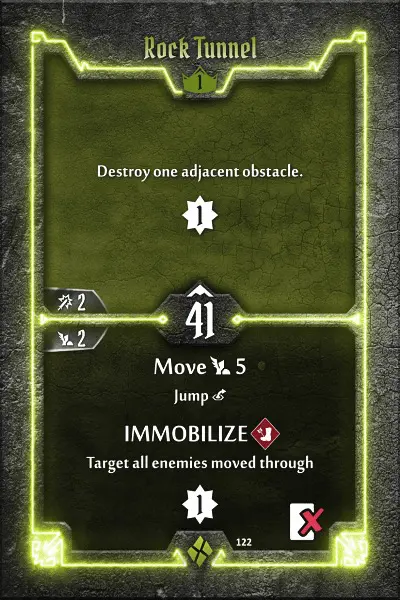 Rock Tunnel
1
Destroy one adjacent obstacle.
1
2
41
2
Move 5
Jump
IMMOBILIZE
Target all enemies moved through
1
122